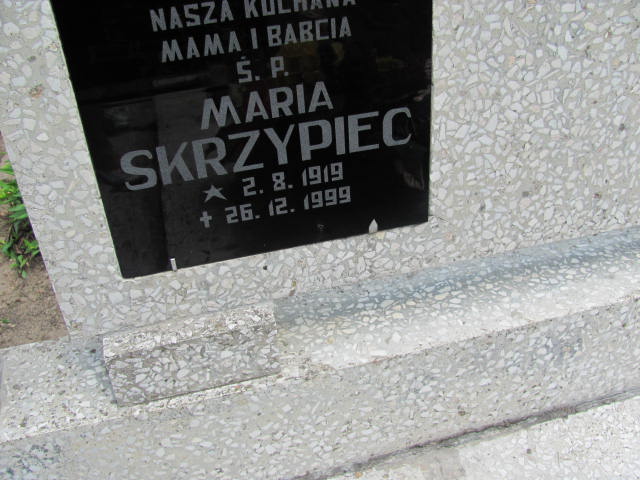 NASZA KOCHANA
MAMA I BABCIA
Ś. P.
MARIA
SKRZYPIEC
★ 2. 8. 1919
✝ 26. 12. 1999